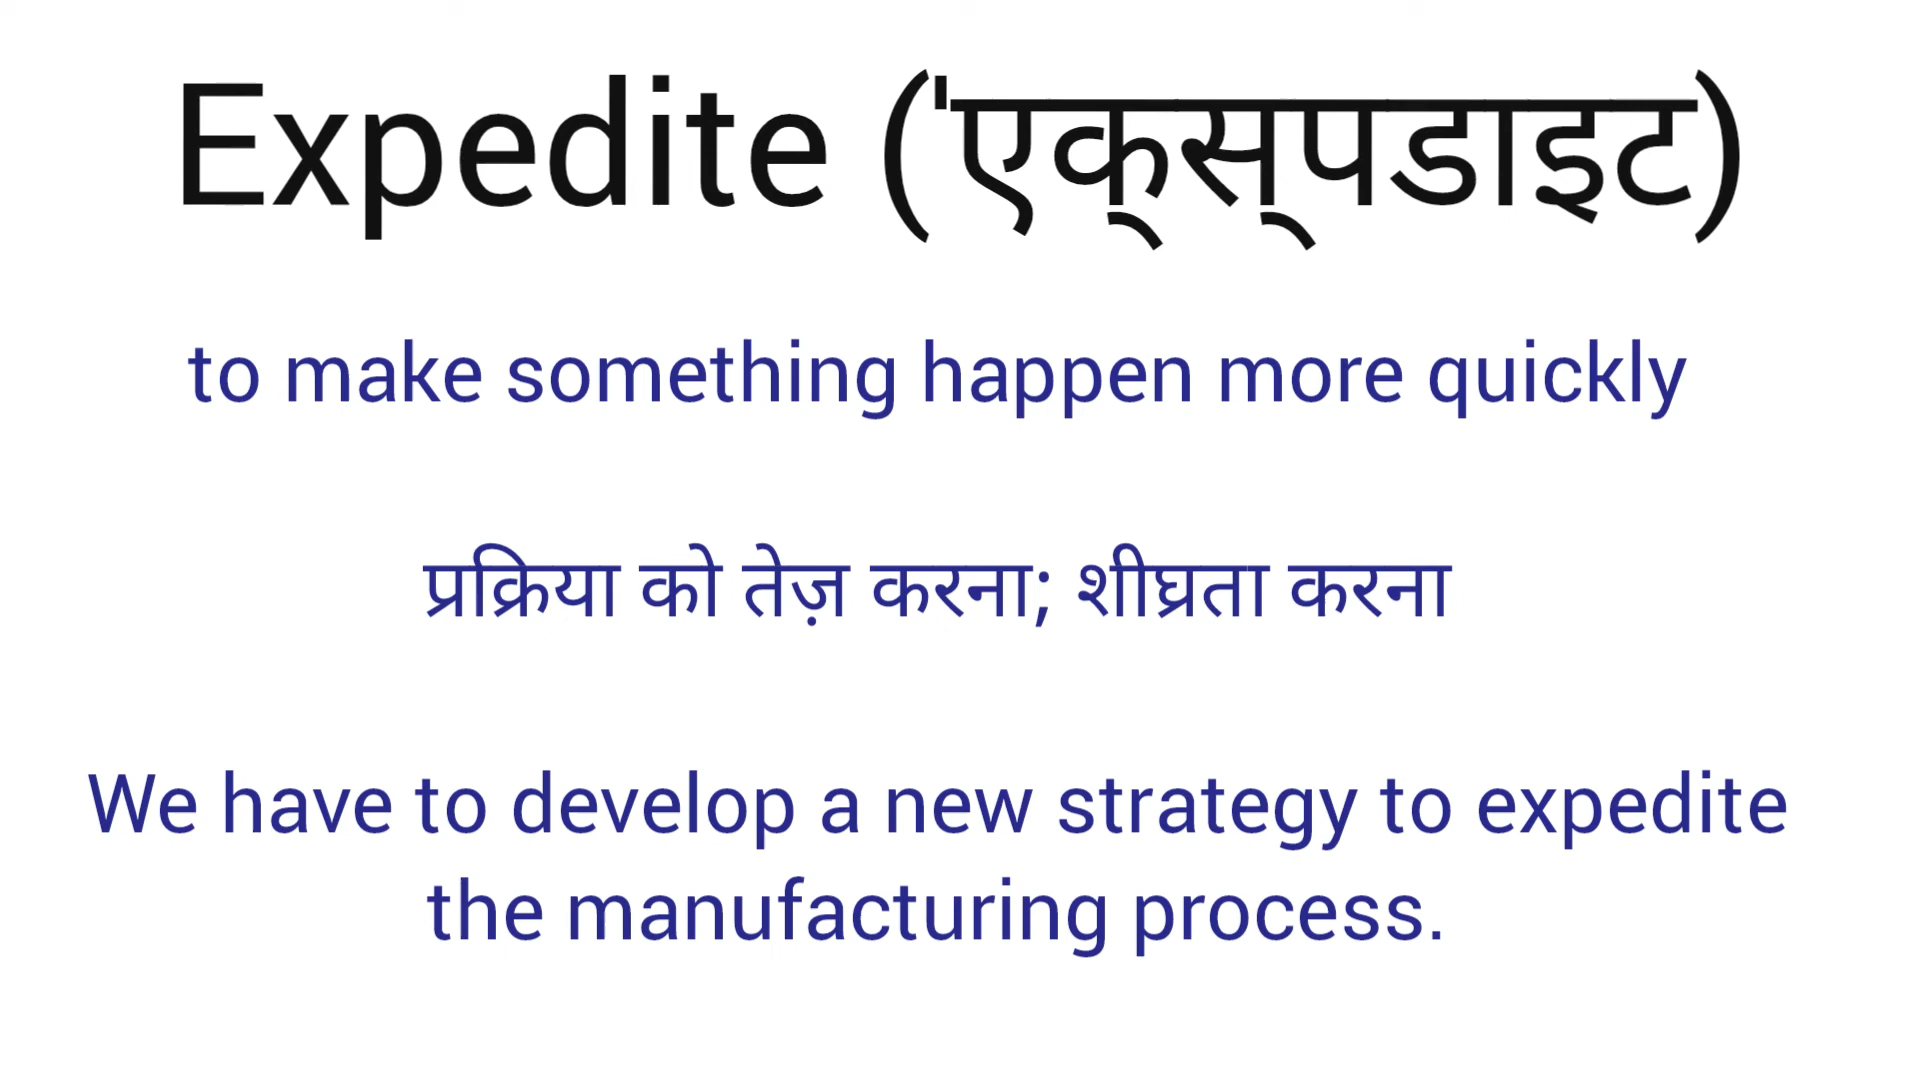 Expedite ('एक्‌स्‌पडाइट)
to make something happen more quickly
प्रक्रिया को तेज़ करना; शीघ्रता करना
We have to develop a new strategy to expedite
the manufacturing process.